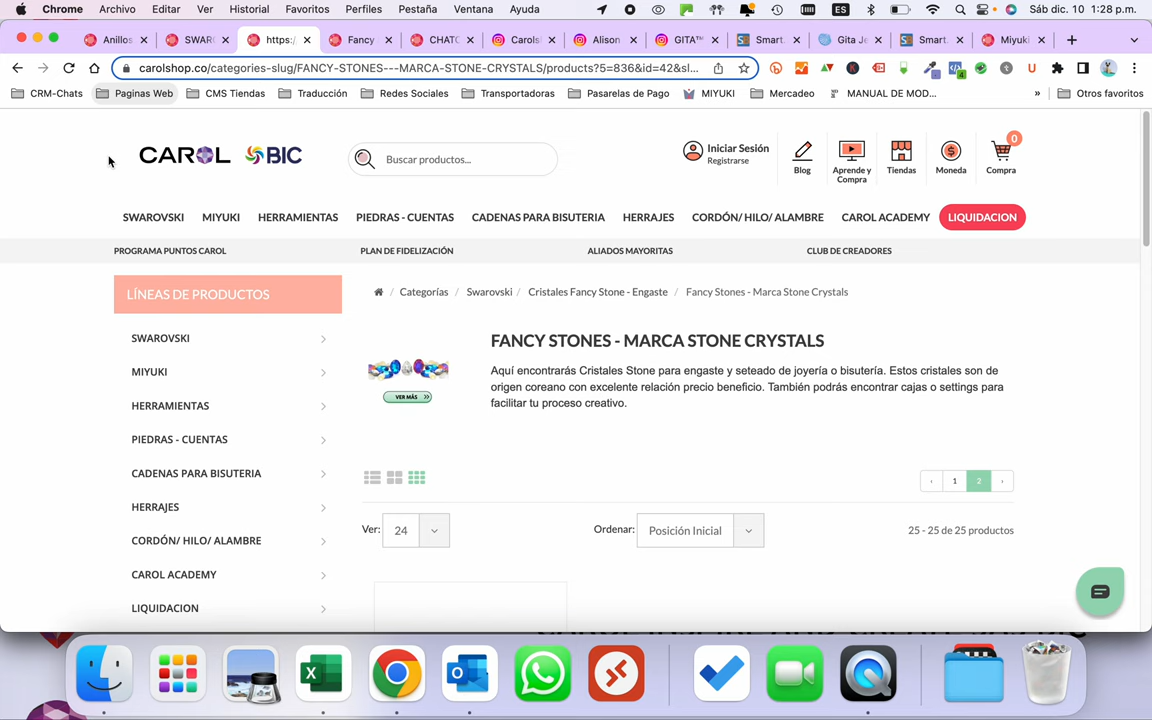 Chrome Archivo Editar Ver Historial Favoritos Perfiles Pestaña Ventana Ayuda ES Sáb dic. 10 1:28 p.m.
Anillos SWAR https: Fancy CHATC Carols Alison GITA™ Smart. Gita Je Smart. Miyuki
carolshop.co/categories-slug/FANCY-STONES---MARCA-STONE-CRYSTALS/products?5=836&id=42&sl...
CRM-Chats Paginas Web CMS Tiendas Traducción Redes Sociales Transportadoras Pasarelas de Pago MIYUKI Mercadeo MANUAL DE MOD... » Otros favoritos
CAROL BIC
Buscar productos...
Iniciar Sesión
Registrarse
Blog
Aprende y
Compra
Tiendas
Moneda
0
Compra
SWAROVSKI MIYUKI HERRAMIENTAS PIEDRAS - CUENTAS CADENAS PARA BISUTERIA HERRAJES CORDÓN/ HILO/ ALAMBRE CAROL ACADEMY LIQUIDACION
PROGRAMA PUNTOS CAROL PLAN DE FIDELIZACIÓN ALIADOS MAYORITAS CLUB DE CREADORES
LÍNEAS DE PRODUCTOS
SWAROVSKI
MIYUKI
HERRAMIENTAS
PIEDRAS - CUENTAS
CADENAS PARA BISUTERIA
HERRAJES
CORDÓN/ HILO/ ALAMBRE
CAROL ACADEMY
LIQUIDACION
/ Categorías / Swarovski / Cristales Fancy Stone - Engaste / Fancy Stones - Marca Stone Crystals
VER MÁS
FANCY STONES - MARCA STONE CRYSTALS
Aquí encontrarás Cristales Stone para engaste y seteado de joyería o bisutería. Estos cristales son de
origen coreano con excelente relación precio beneficio. También podrás encontrar cajas o settings para
facilitar tu proceso creativo.
‹ 1 2 ›
Ver: 24
Ordenar: Posición Inicial
25 - 25 de 25 productos